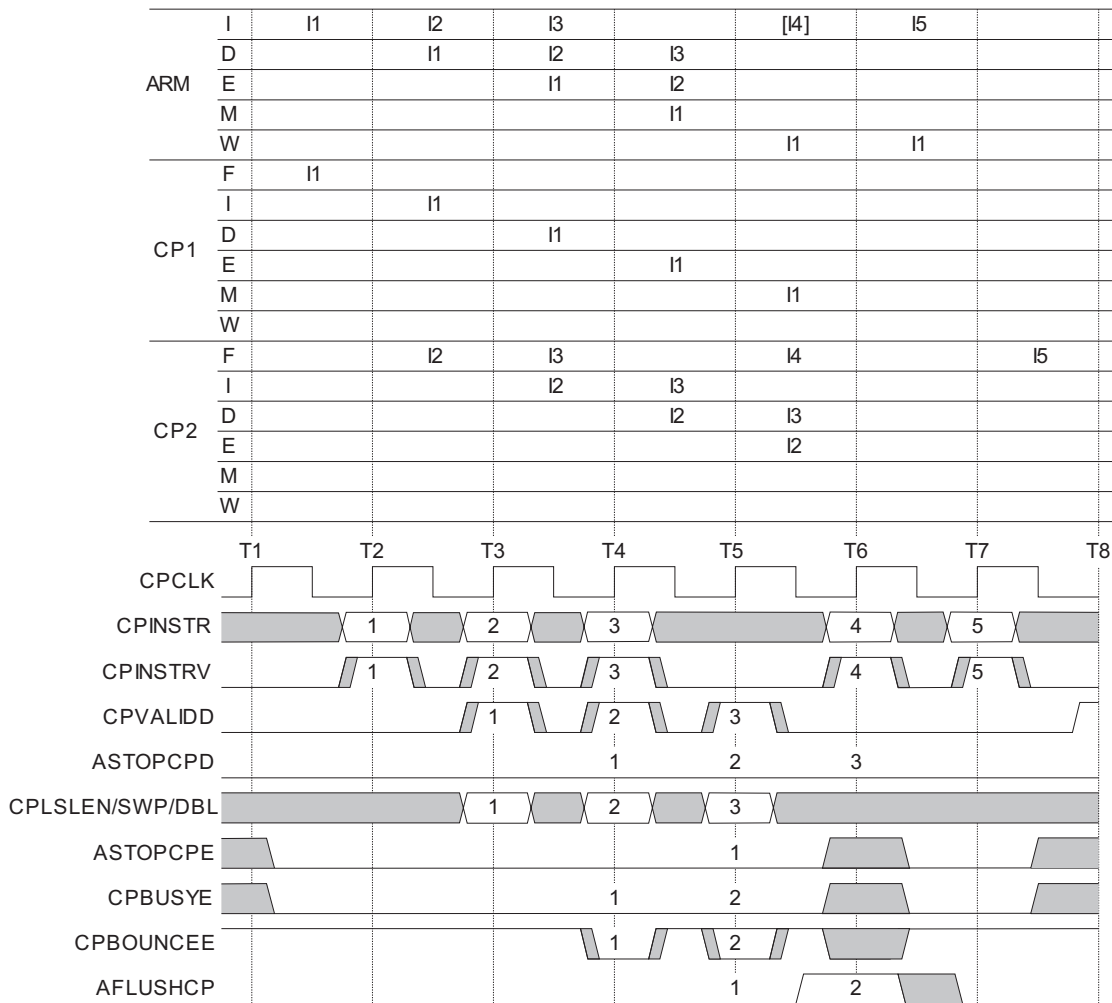 I I1 I2 I3 [I4] I5
D I1 I2 I3
ARM E I1 I2
M I1
W I1 I1
F I1
I I1
CP1 D I1
E I1
M I1
W
F I2 I3 I4 I5
I I2 I3
CP2 D I2 I3
E I2
M
W
T1 T2 T3 T4 T5 T6 T7 T8
CPCLK
CPINSTR 1 2 3 4 5
CPINSTRV 1 2 3 4 5
CPVALIDD 1 2 3
ASTOPCPD 1 2 3
CPLSLEN/SWP/DBL 1 2 3
ASTOPCPE 1
CPBUSYE 1 2
CPBOUNCEE 1 2
AFLUSHCP 1 2